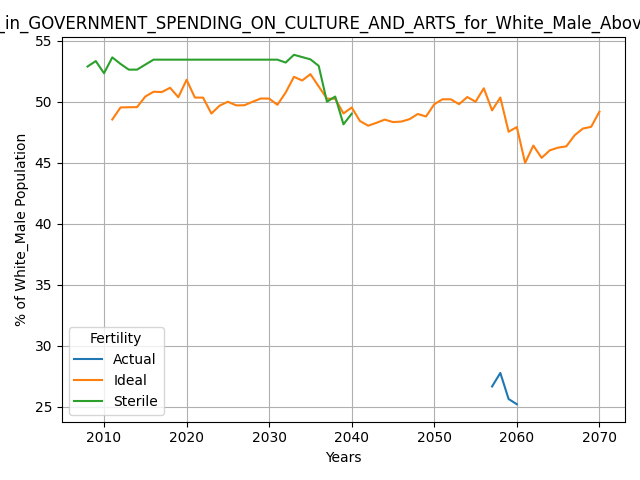 _in_GOVERNMENT_SPENDING_ON_CULTURE_AND_ARTS_for_White_Male_Abov
% of White_Male Population
55
50
45
40
35
30
25
Fertility
Actual
Ideal
Sterile
2010 2020 2030 2040 2050 2060 2070
Years